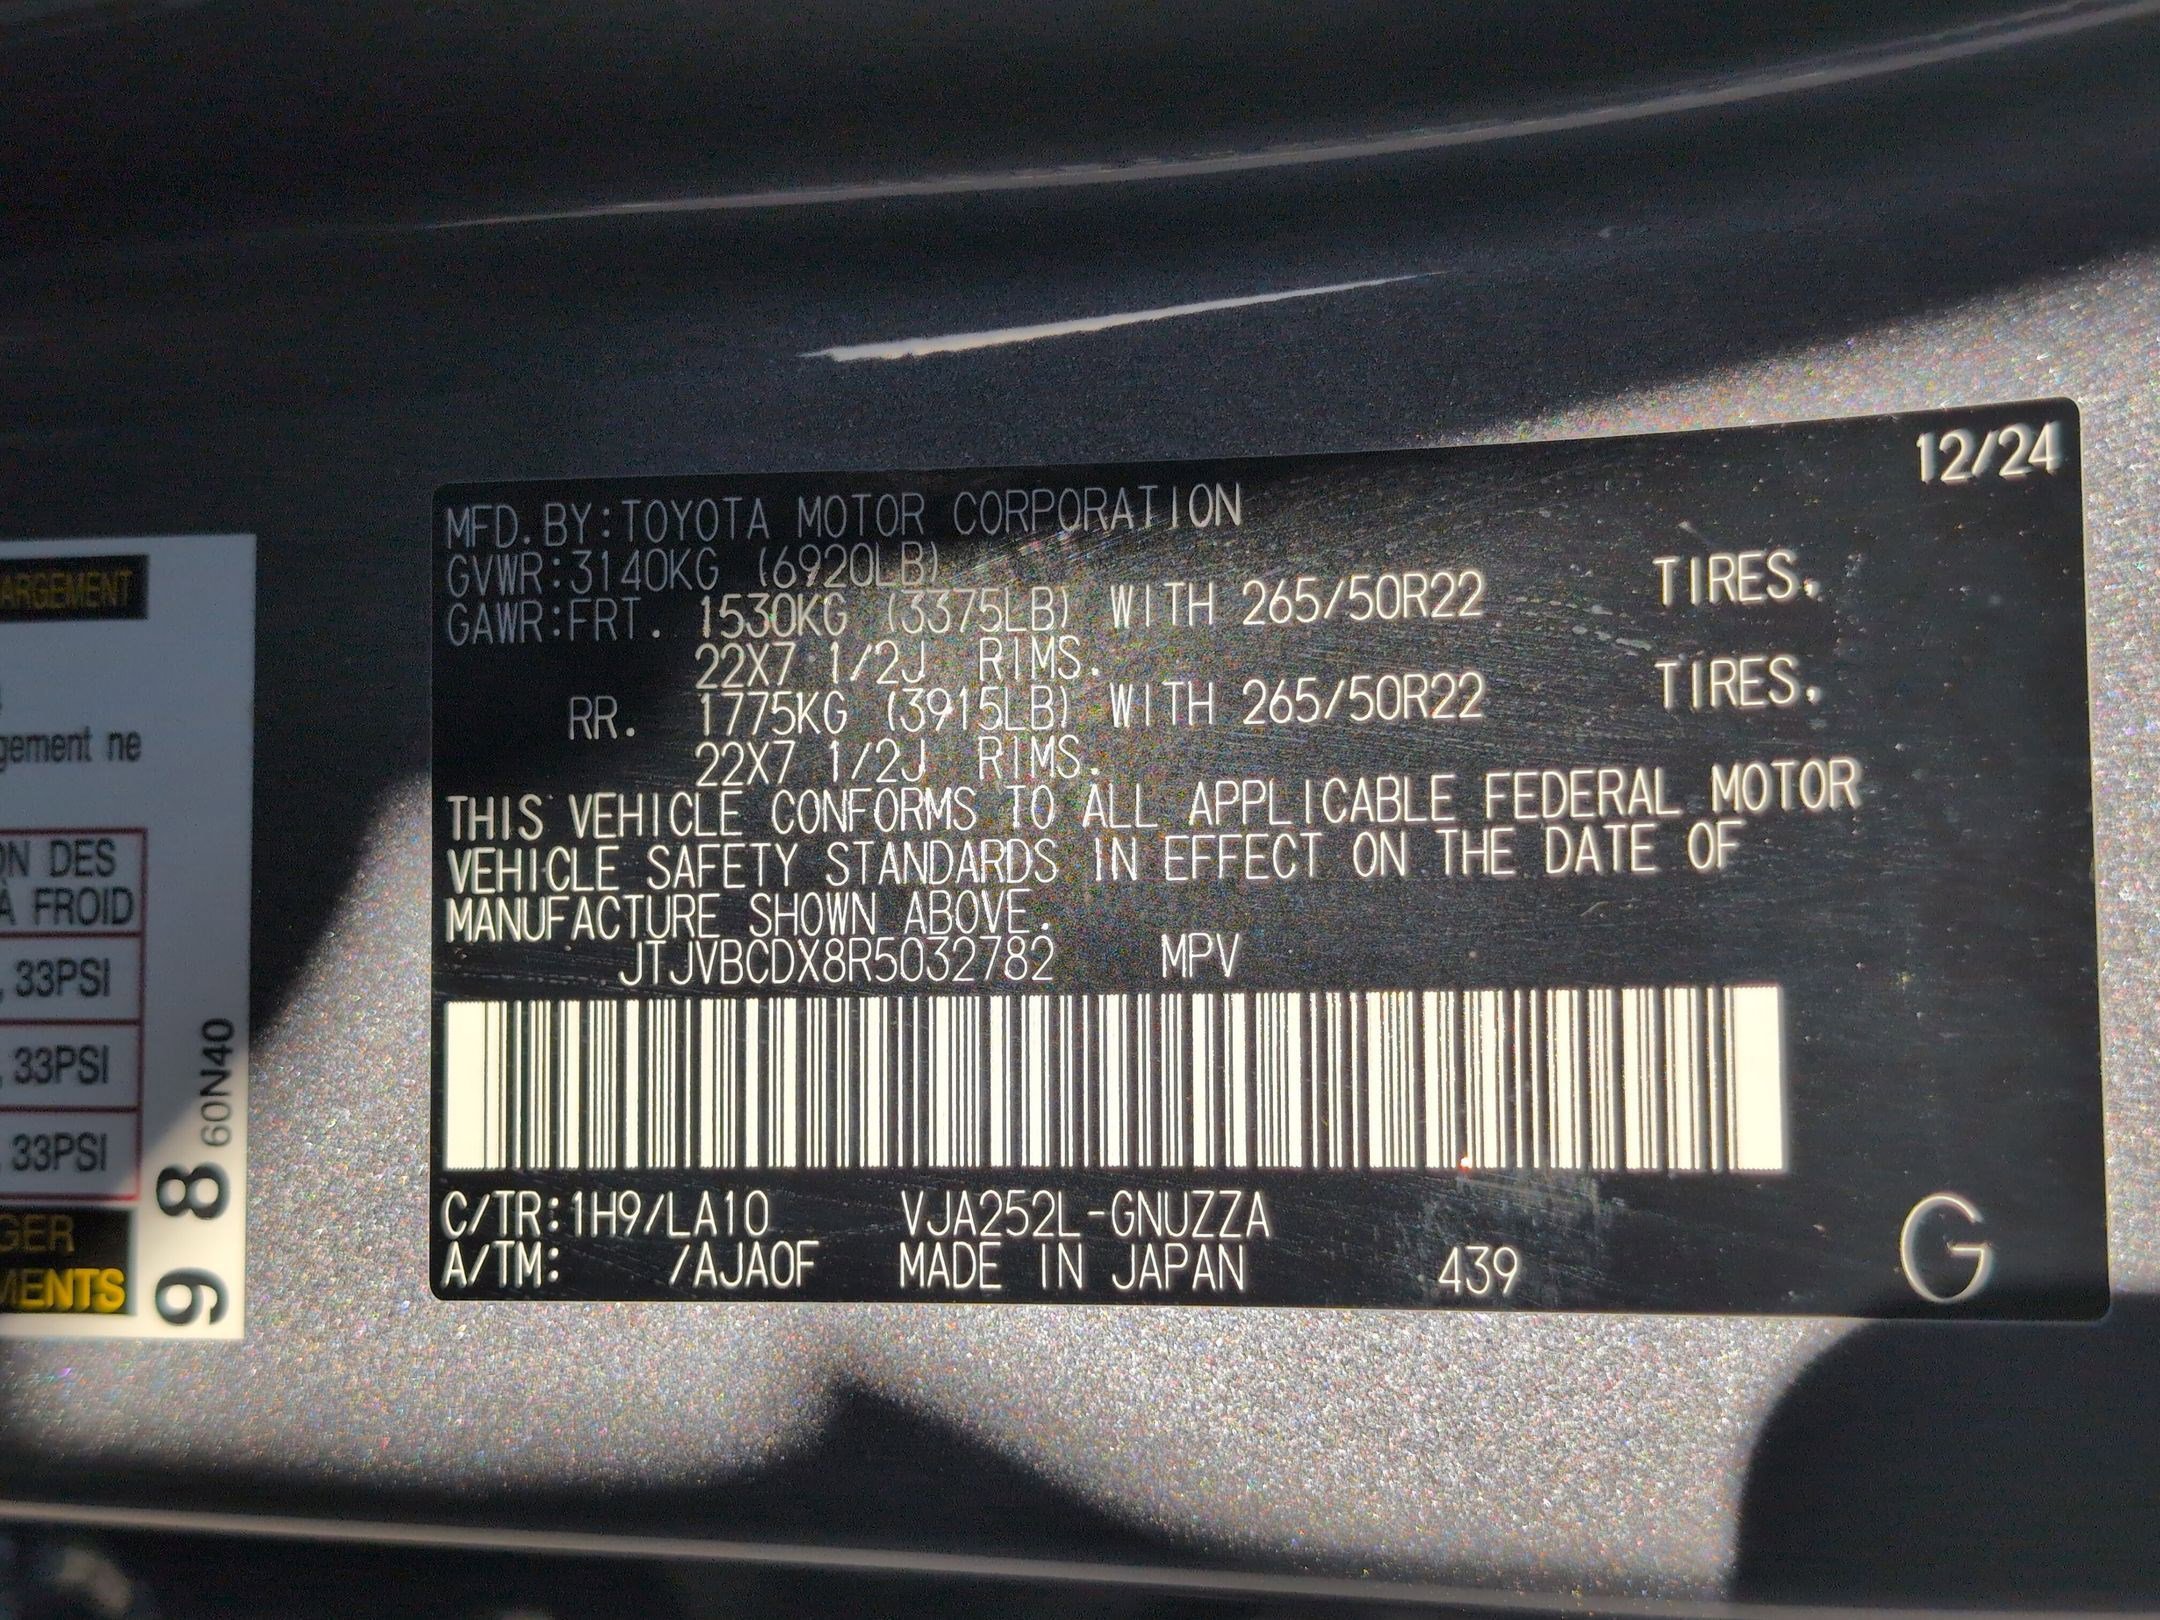 12/24
MFD.BY:TOYOTA MOTOR CORPORATION
GVWR:3140KG (6920LB)
GAWR:FRT. 1530KG (3375LB) WITH 265/50R22 TIRES,
22X7 1/2J RIMS.
RR. 1775KG (3915LB) WITH 265/50R22 TIRES,
22X7 1/2J RIMS.
THIS VEHICLE CONFORMS TO ALL APPLICABLE FEDERAL MOTOR
VEHICLE SAFETY STANDARDS IN EFFECT ON THE DATE OF
MANUFACTURE SHOWN ABOVE.
JTJVBCDX8R5032782 MPV
C/TR:1H9/LA10 VJA252L-GNUZZA
A/TM: /AJA0F MADE IN JAPAN 439
G
ARGEMENT
gement ne
ON DES
À FROID
, 33PSI
, 33PSI
, 33PSI
GER
MENTS
98 60N40